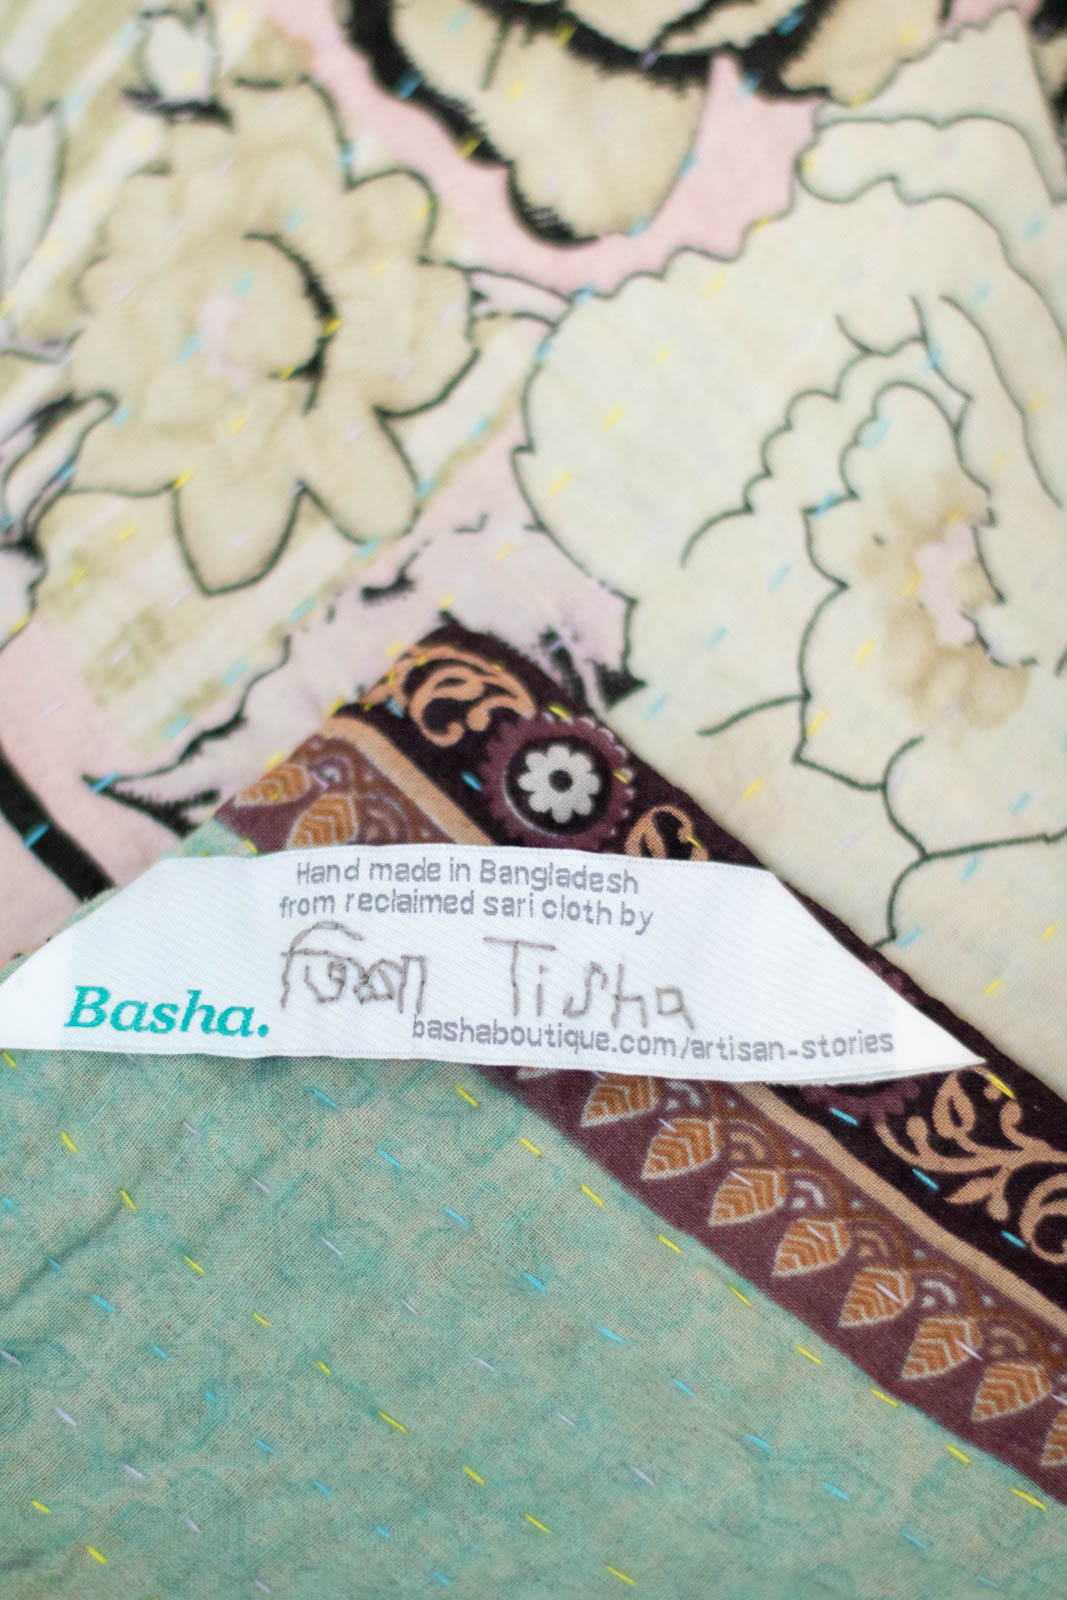 Hand made in Bangladesh
from reclaimed sari cloth by
তিশা Tisha
Basha.
bashaboutique.com/artisan-stories